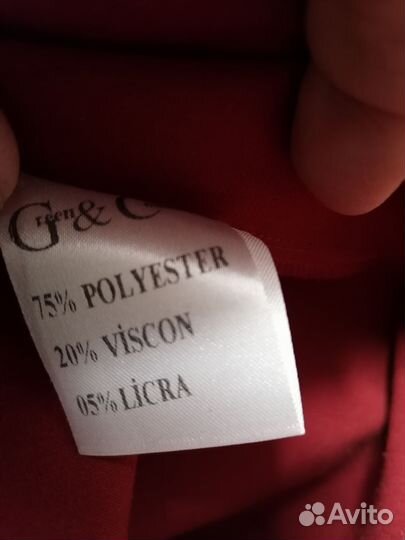 Green & C
75% POLYESTER
20% VİSCON
05% LİCRA
Avito